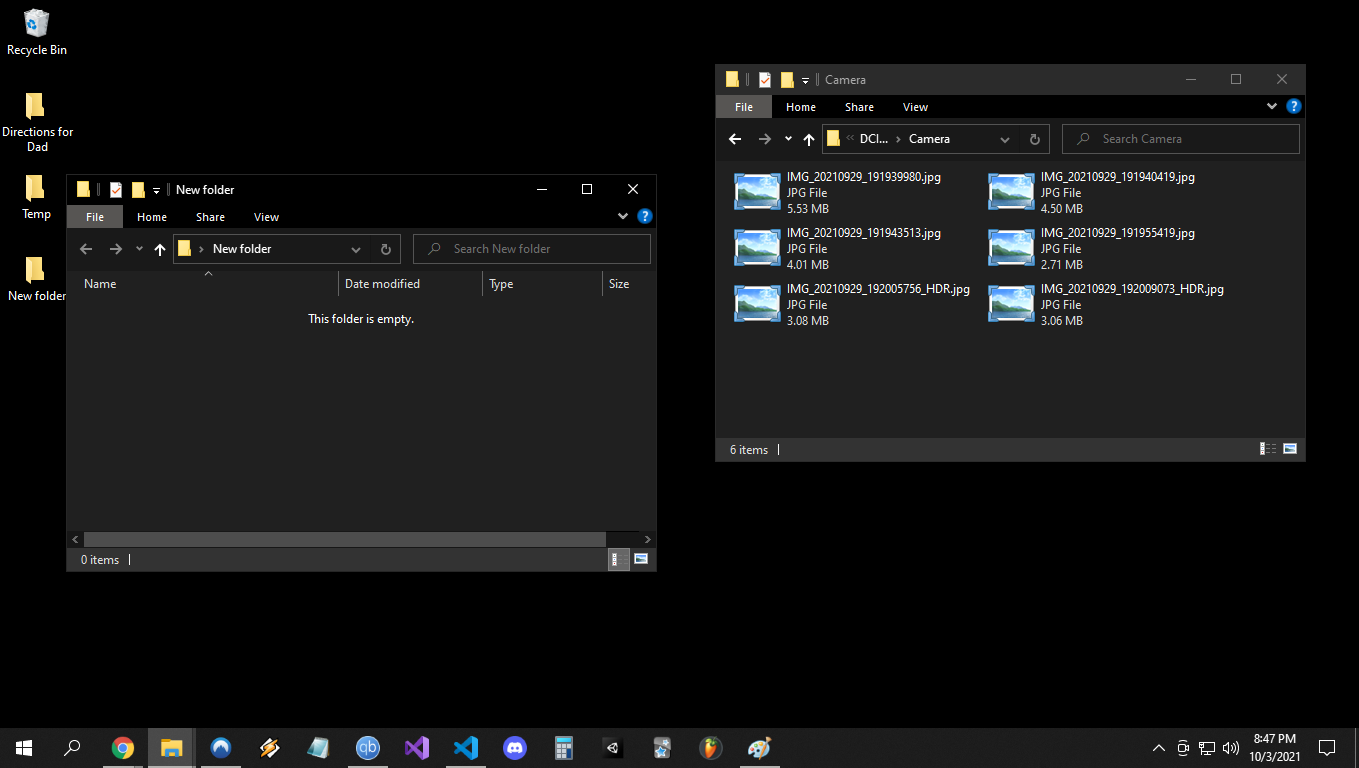 Recycle Bin
Directions for
Dad
Temp
New folder
New folder
File Home Share View
New folder
Search New folder
Name Date modified Type Size
This folder is empty.
0 items
Camera
File Home Share View
DCI... Camera
Search Camera
IMG_20210929_191939980.jpg
JPG File
5.53 MB
IMG_20210929_191940419.jpg
JPG File
4.50 MB
IMG_20210929_191943513.jpg
JPG File
4.01 MB
IMG_20210929_191955419.jpg
JPG File
2.71 MB
IMG_20210929_192005756_HDR.jpg
JPG File
3.08 MB
IMG_20210929_192009073_HDR.jpg
JPG File
3.06 MB
6 items
qb
8:47 PM
10/3/2021